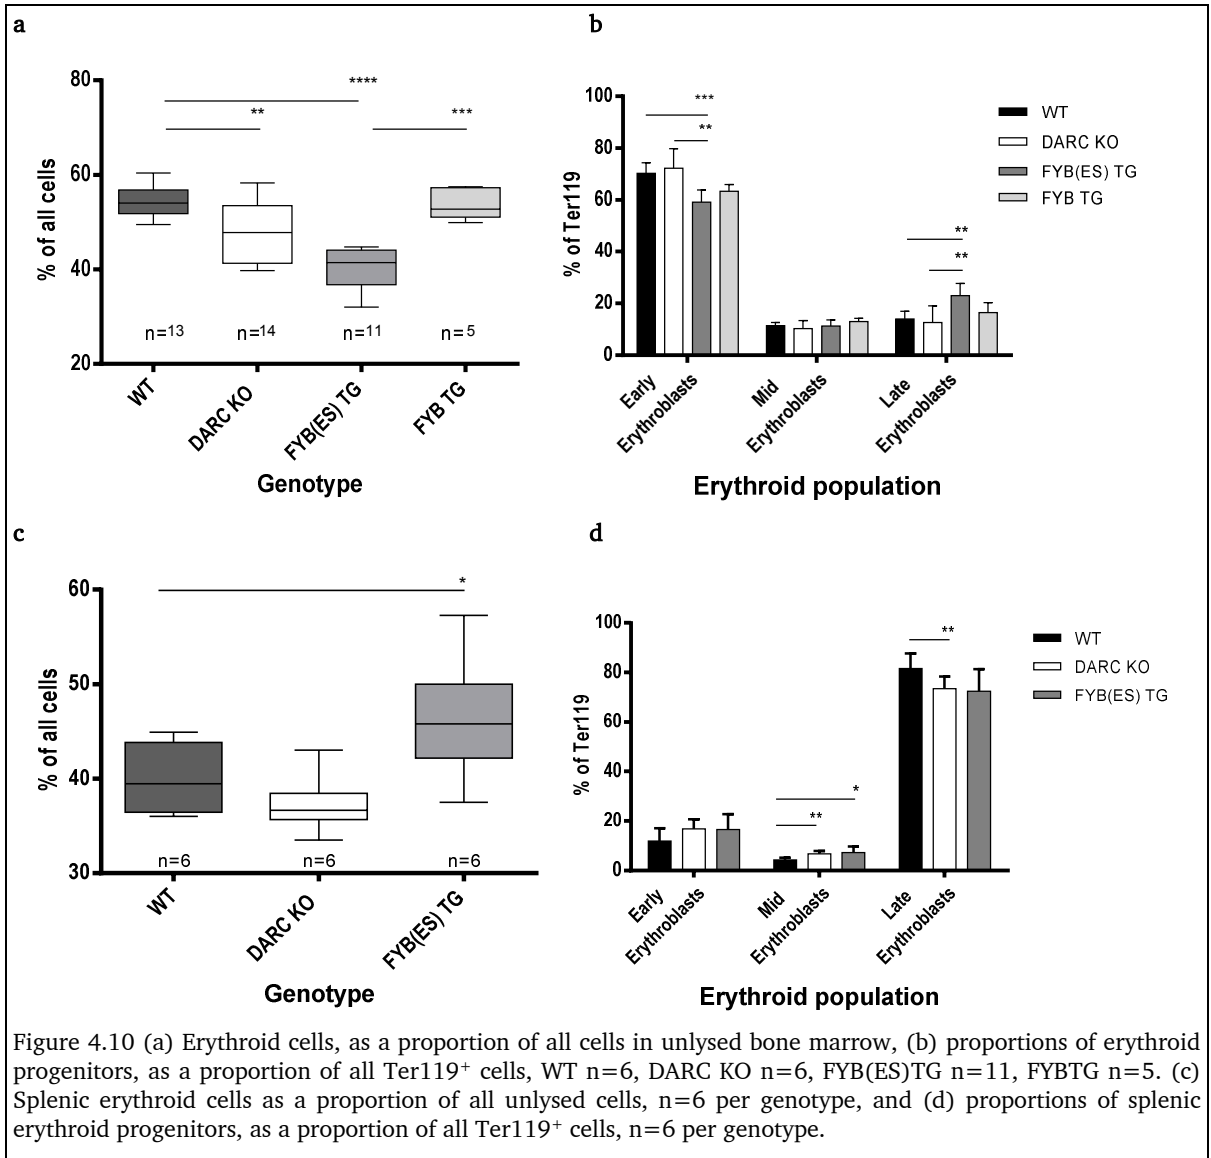 a
80
60
40
20
% of all cells
****
**
***
n=13
n=14
n=11
n=5
WT
DARC KO
FYB(ES) TG
FYB TG
Genotype
b
100
80
60
40
20
0
% of Ter119
***
**
**
**
WT
DARC KO
FYB(ES) TG
FYB TG
Early
Erythroblasts
Mid
Erythroblasts
Late
Erythroblasts
Erythroid population
c
60
50
40
30
% of all cells
*
n=6
n=6
n=6
WT
DARC KO
FYB(ES) TG
Genotype
d
100
80
60
40
20
0
% of Ter119
**
*
**
WT
DARC KO
FYB(ES) TG
Early
Erythroblasts
Mid
Erythroblasts
Late
Erythroblasts
Erythroid population
Figure 4.10 (a) Erythroid cells, as a proportion of all cells in unlysed bone marrow, (b) proportions of erythroid
progenitors, as a proportion of all Ter119⁺ cells, WT n=6, DARC KO n=6, FYB(ES)TG n=11, FYBTG n=5. (c)
Splenic erythroid cells as a proportion of all unlysed cells, n=6 per genotype, and (d) proportions of splenic
erythroid progenitors, as a proportion of all Ter119⁺ cells, n=6 per genotype.